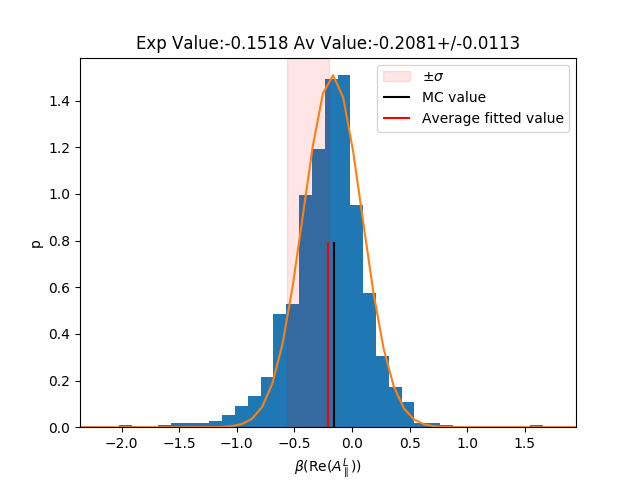 Exp Value:-0.1518 Av Value:-0.2081+/-0.0113
±σ
MC value
Average fitted value
p
1.4
1.2
1.0
0.8
0.6
0.4
0.2
0.0
−2.0 −1.5 −1.0 −0.5 0.0 0.5 1.0 1.5
β(Re(A_∥^L))